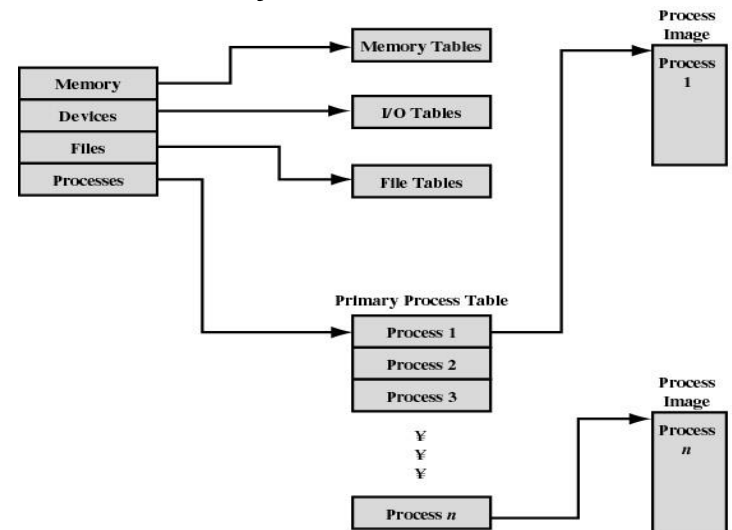 Process
Image
Process
1
Memory Tables
Memory
Devices
Files
Processes
I/O Tables
File Tables
Primary Process Table
Process 1
Process 2
Process 3
¥
¥
¥
Process n
Process
Image
Process
n